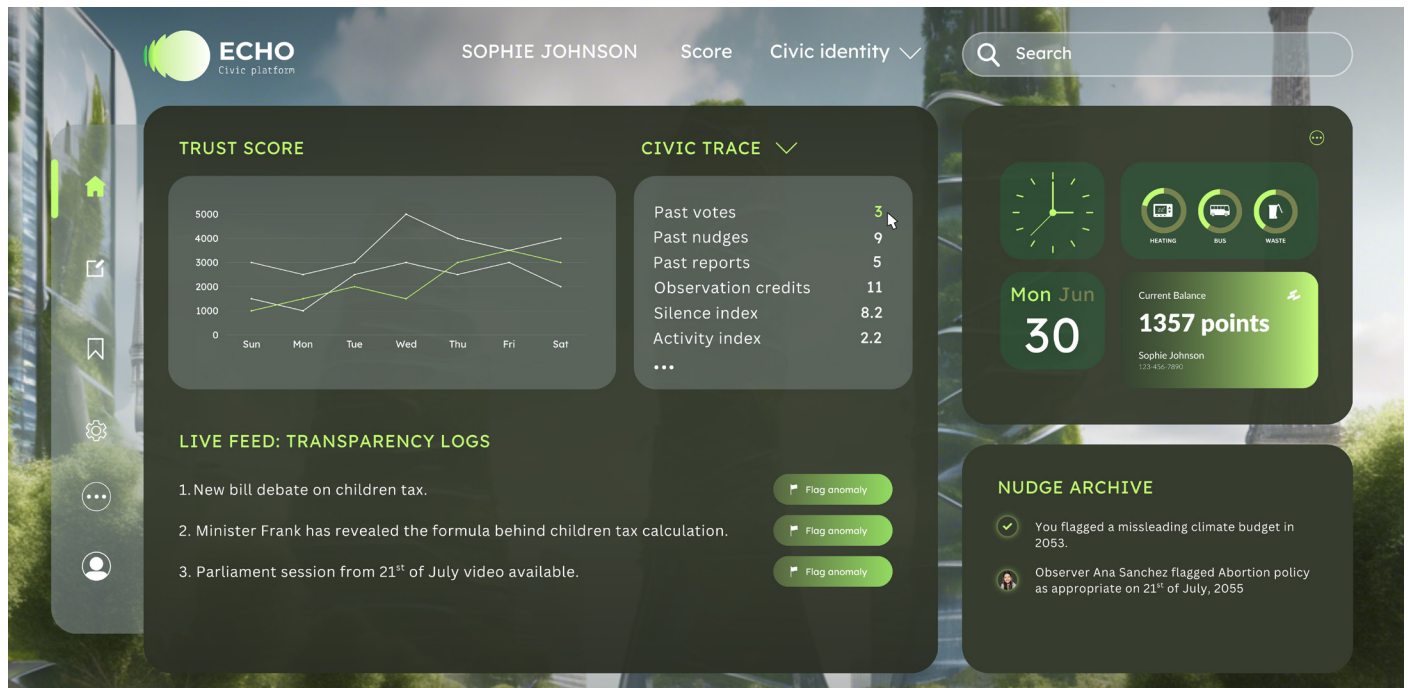 ECHO
Civic platform
SOPHIE JOHNSON
Score
Civic identity
Search
TRUST SCORE
5000
4000
3000
2000
1000
0
Sun Mon Tue Wed Thu Fri Sat
CIVIC TRACE
Past votes 3
Past nudges 9
Past reports 5
Observation credits 11
Silence index 8.2
Activity index 2.2
•••
HEATING
BUS
WASTE
Mon Jun
30
Current Balance
1357 points
Sophie Johnson
123-456-7890
LIVE FEED: TRANSPARENCY LOGS
1. New bill debate on children tax.
Flag anomaly
2. Minister Frank has revealed the formula behind children tax calculation.
Flag anomaly
3. Parliament session from 21st of July video available.
Flag anomaly
NUDGE ARCHIVE
You flagged a missleading climate budget in
2053.
Observer Ana Sanchez flagged Abortion policy
as appropriate on 21st of July, 2055